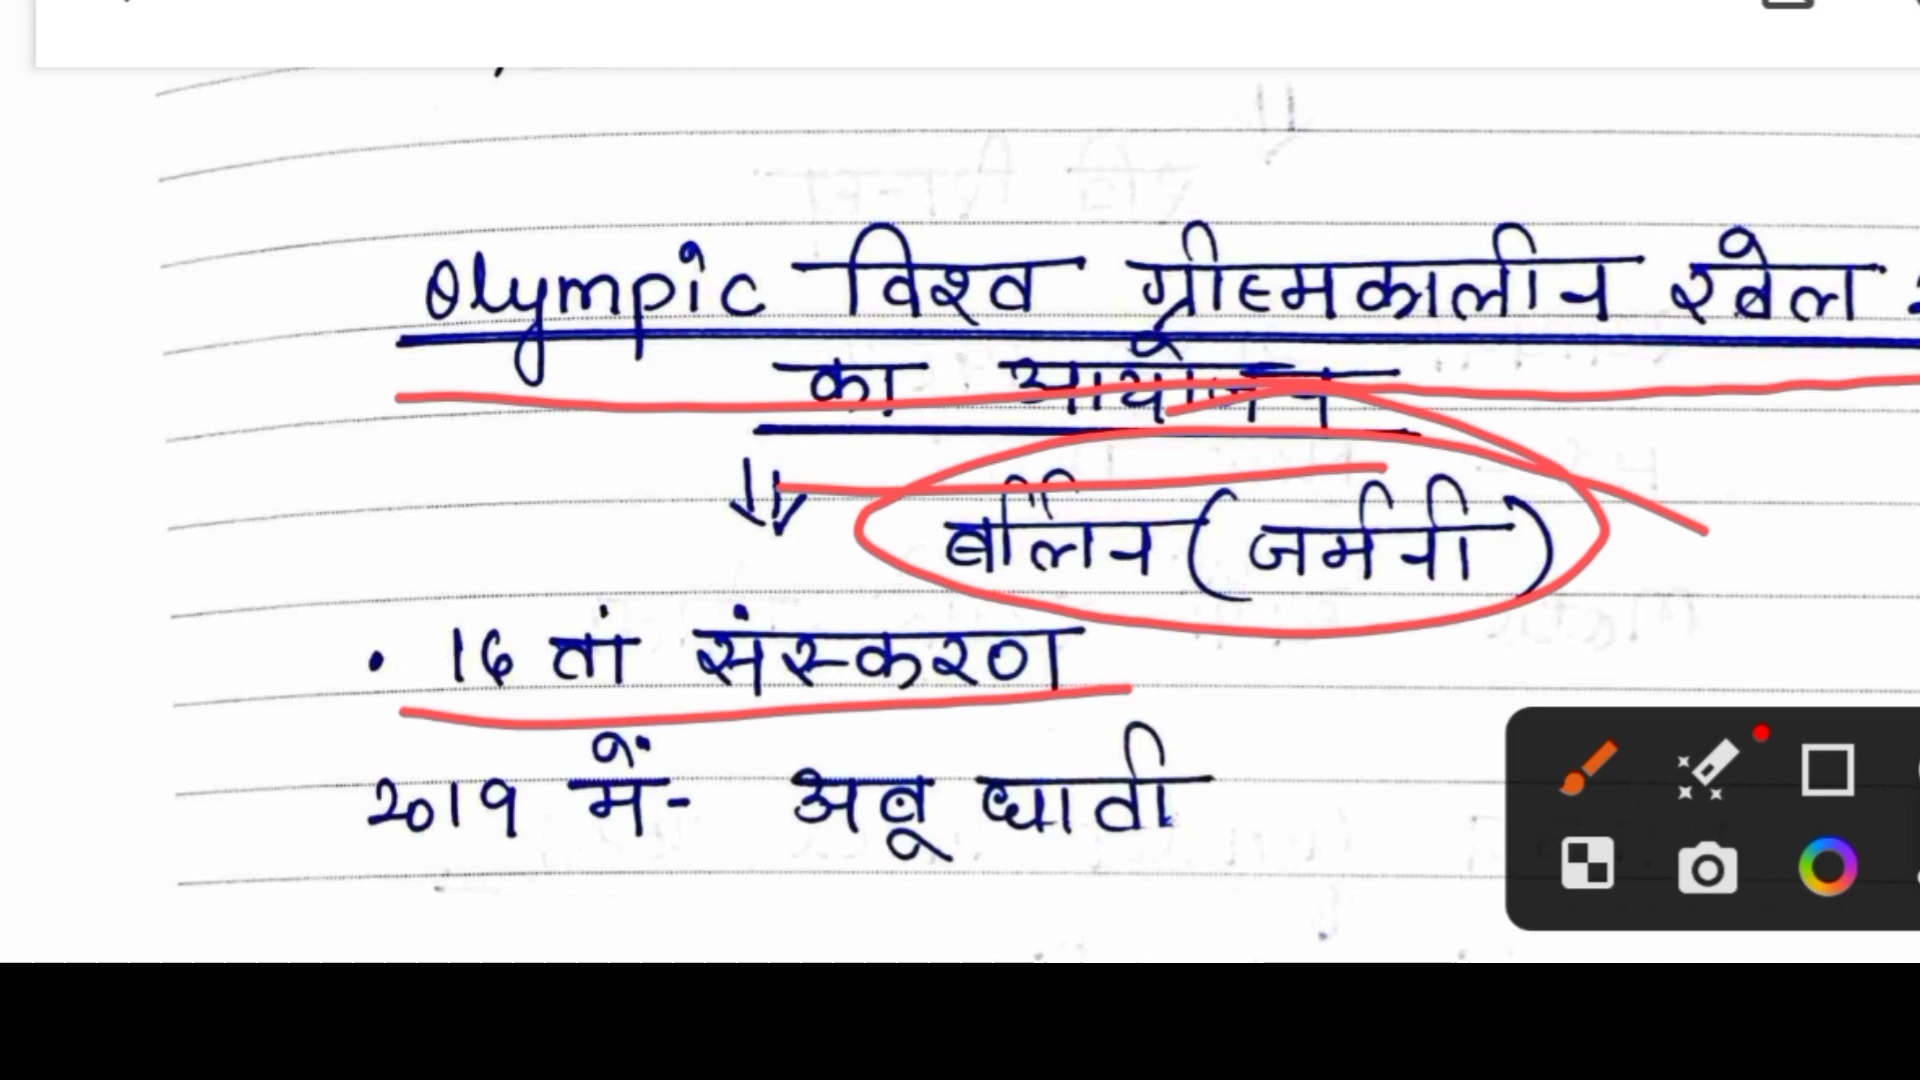 Olympic विश्व ग्रीष्मकालीन खेल
का आयोजन
बर्लिन (जर्मनी)
• 16 वां संस्करण
2019 में- अबू धाबी